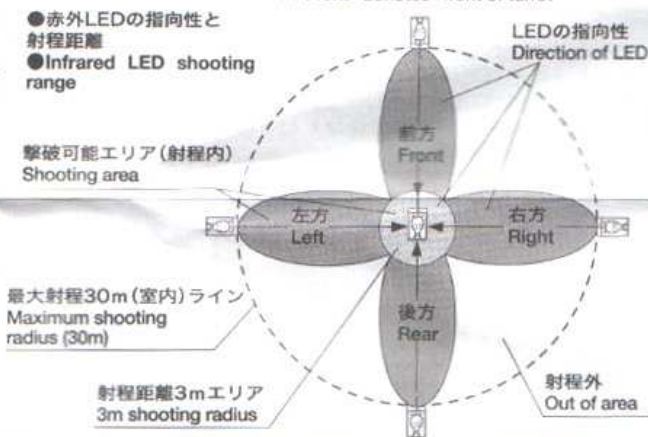 ●赤外LEDの指向性と
射程距離
●Infrared LED shooting
range
LEDの指向性
Direction of LED
前方
Front
撃破可能エリア(射程内)
Shooting area
左方
Left
右方
Right
最大射程30m(室内)ライン
Maximum shooting
radius (30m)
後方
Rear
射程距離3mエリア
3m shooting radius
射程外
Out of area